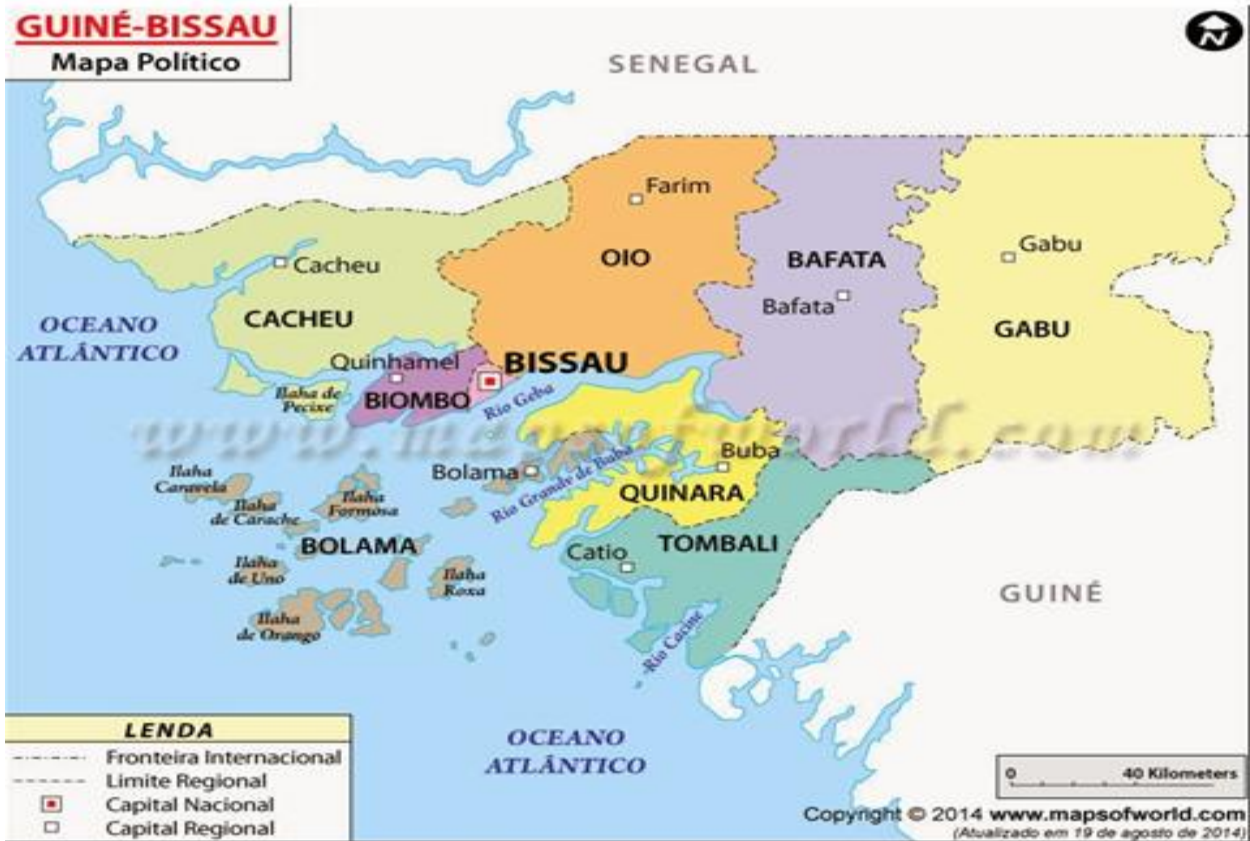 GUINÉ-BISSAU
Mapa Político
N
SENEGAL
Farim
OIO
Cacheu
CACHEU
BAFATA
Bafata
Gabu
GABU
OCEANO
ATLÂNTICO
Quinhamel
BISSAU
BIOMBO
Ilaha de
Pecixe
Rio Geba
www.mapsofworld.com
Buba
Bolama
Rio Grande de Buba
QUINARA
Ilaha
Caravela
Ilaha
de Carache
Ilaha
Formosa
BOLAMA
Catio
TOMBALI
Ilaha
de Uno
Ilaha
Roxa
GUINÉ
Ilaha
de Orango
Rio Cacine
OCEANO
ATLÂNTICO
LENDA
Fronteira Internacional
Limite Regional
Capital Nacional
Capital Regional
0 40 Kilometers
Copyright © 2014 www.mapsofworld.com
(Atualizado em 19 de agosto de 2014)